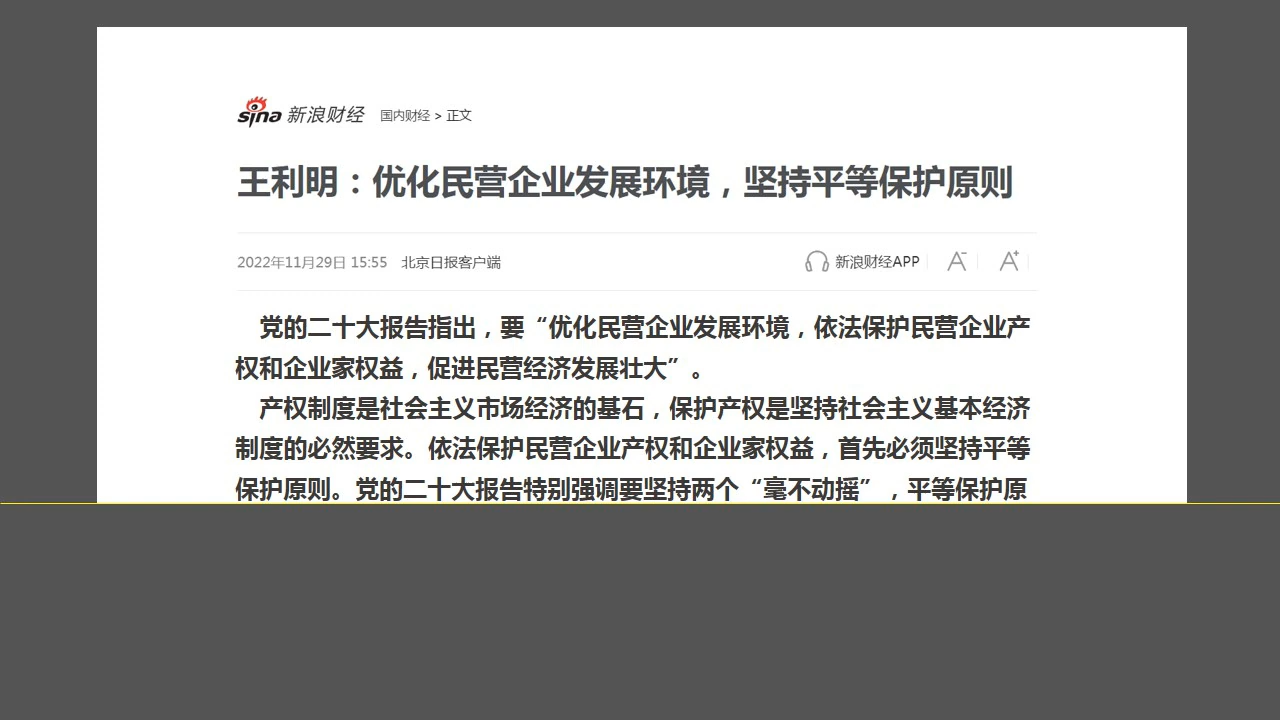 sina 新浪财经 国内财经 > 正文
王利明：优化民营企业发展环境，坚持平等保护原则
2022年11月29日 15:55 北京日报客户端 新浪财经APP A- A+
党的二十大报告指出，要“优化民营企业发展环境，依法保护民营企业产
权和企业家权益，促进民营经济发展壮大”。
产权制度是社会主义市场经济的基石，保护产权是坚持社会主义基本经济
制度的必然要求。依法保护民营企业产权和企业家权益，首先必须坚持平等
保护原则。党的二十大报告特别强调要坚持两个“毫不动摇”，平等保护原